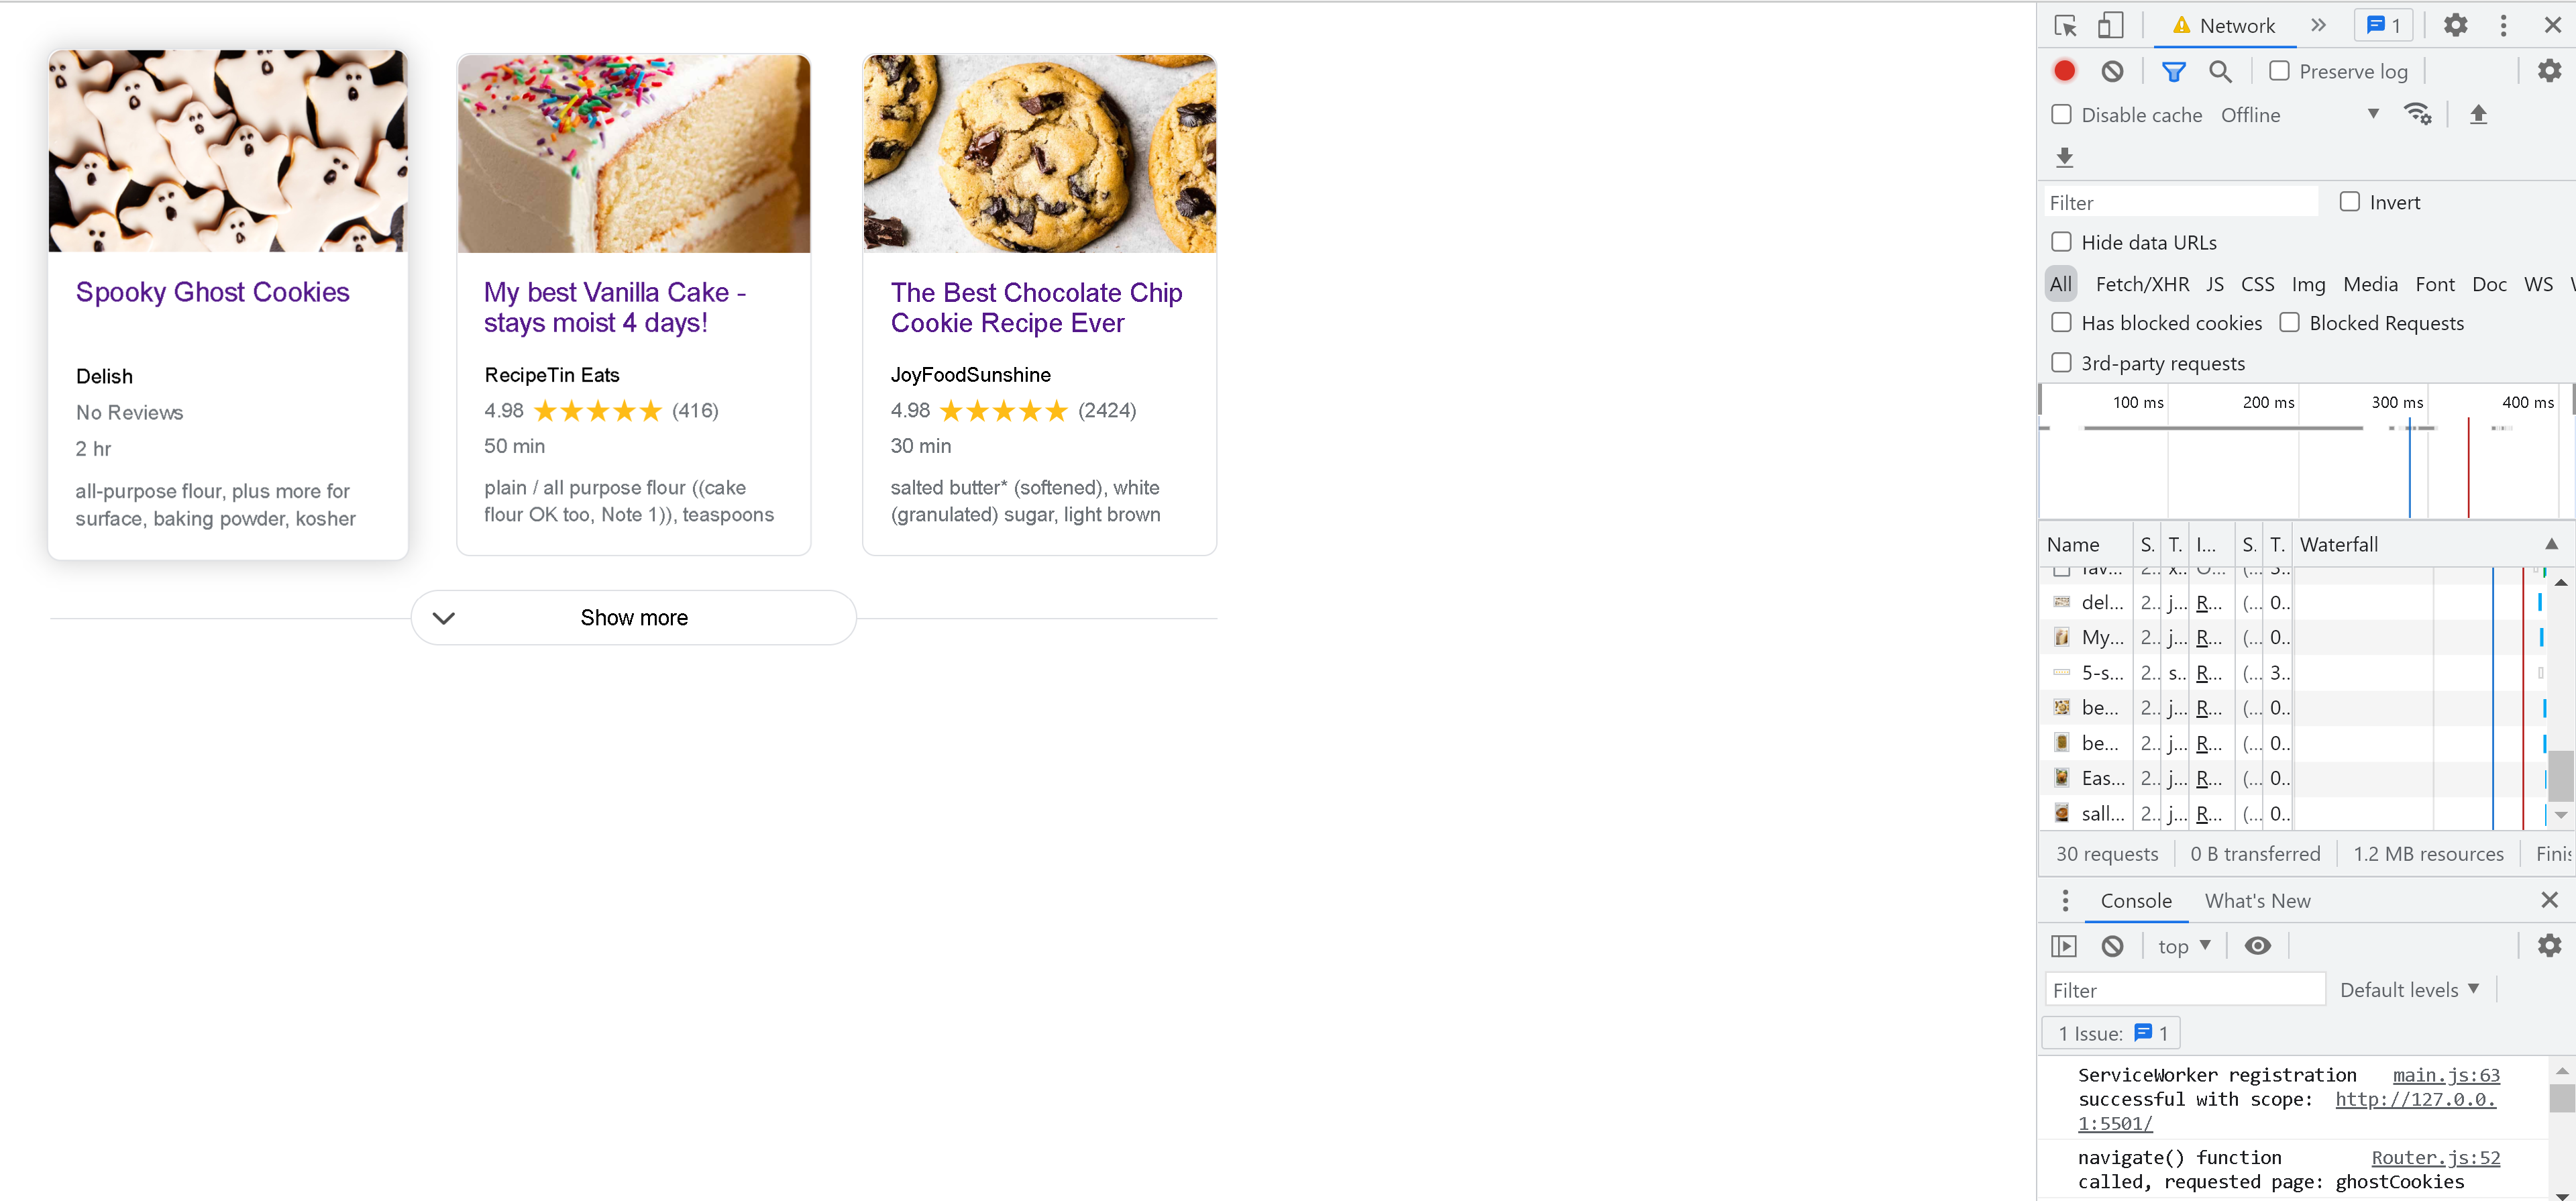 Spooky Ghost Cookies
Delish
No Reviews
2 hr
all-purpose flour, plus more for
surface, baking powder, kosher
My best Vanilla Cake -
stays moist 4 days!
RecipeTin Eats
4.98 (416)
50 min
plain / all purpose flour ((cake
flour OK too, Note 1)), teaspoons
The Best Chocolate Chip
Cookie Recipe Ever
JoyFoodSunshine
4.98 (2424)
30 min
salted butter* (softened), white
(granulated) sugar, light brown
Show more
Network 1
Preserve log
Disable cache Offline
Filter Invert
Hide data URLs
All Fetch/XHR JS CSS Img Media Font Doc WS
Has blocked cookies Blocked Requests
3rd-party requests
100 ms 200 ms 300 ms 400 ms
Name S. T. I... S. T. Waterfall
del... 2.. j... R... (... 0..
My... 2.. j... R... (... 0..
5-s... 2.. s... R... (... 3..
be... 2.. j... R... (... 0..
be... 2.. j... R... (... 0..
Eas... 2.. j... R... (... 0..
sall... 2.. j... R... (... 0..
30 requests 0 B transferred 1.2 MB resources
Console What's New
top
Filter Default levels
1 Issue: 1
ServiceWorker registration main.js:63
successful with scope: http://127.0.0.
1:5501/
navigate() function Router.js:52
called, requested page: ghostCookies